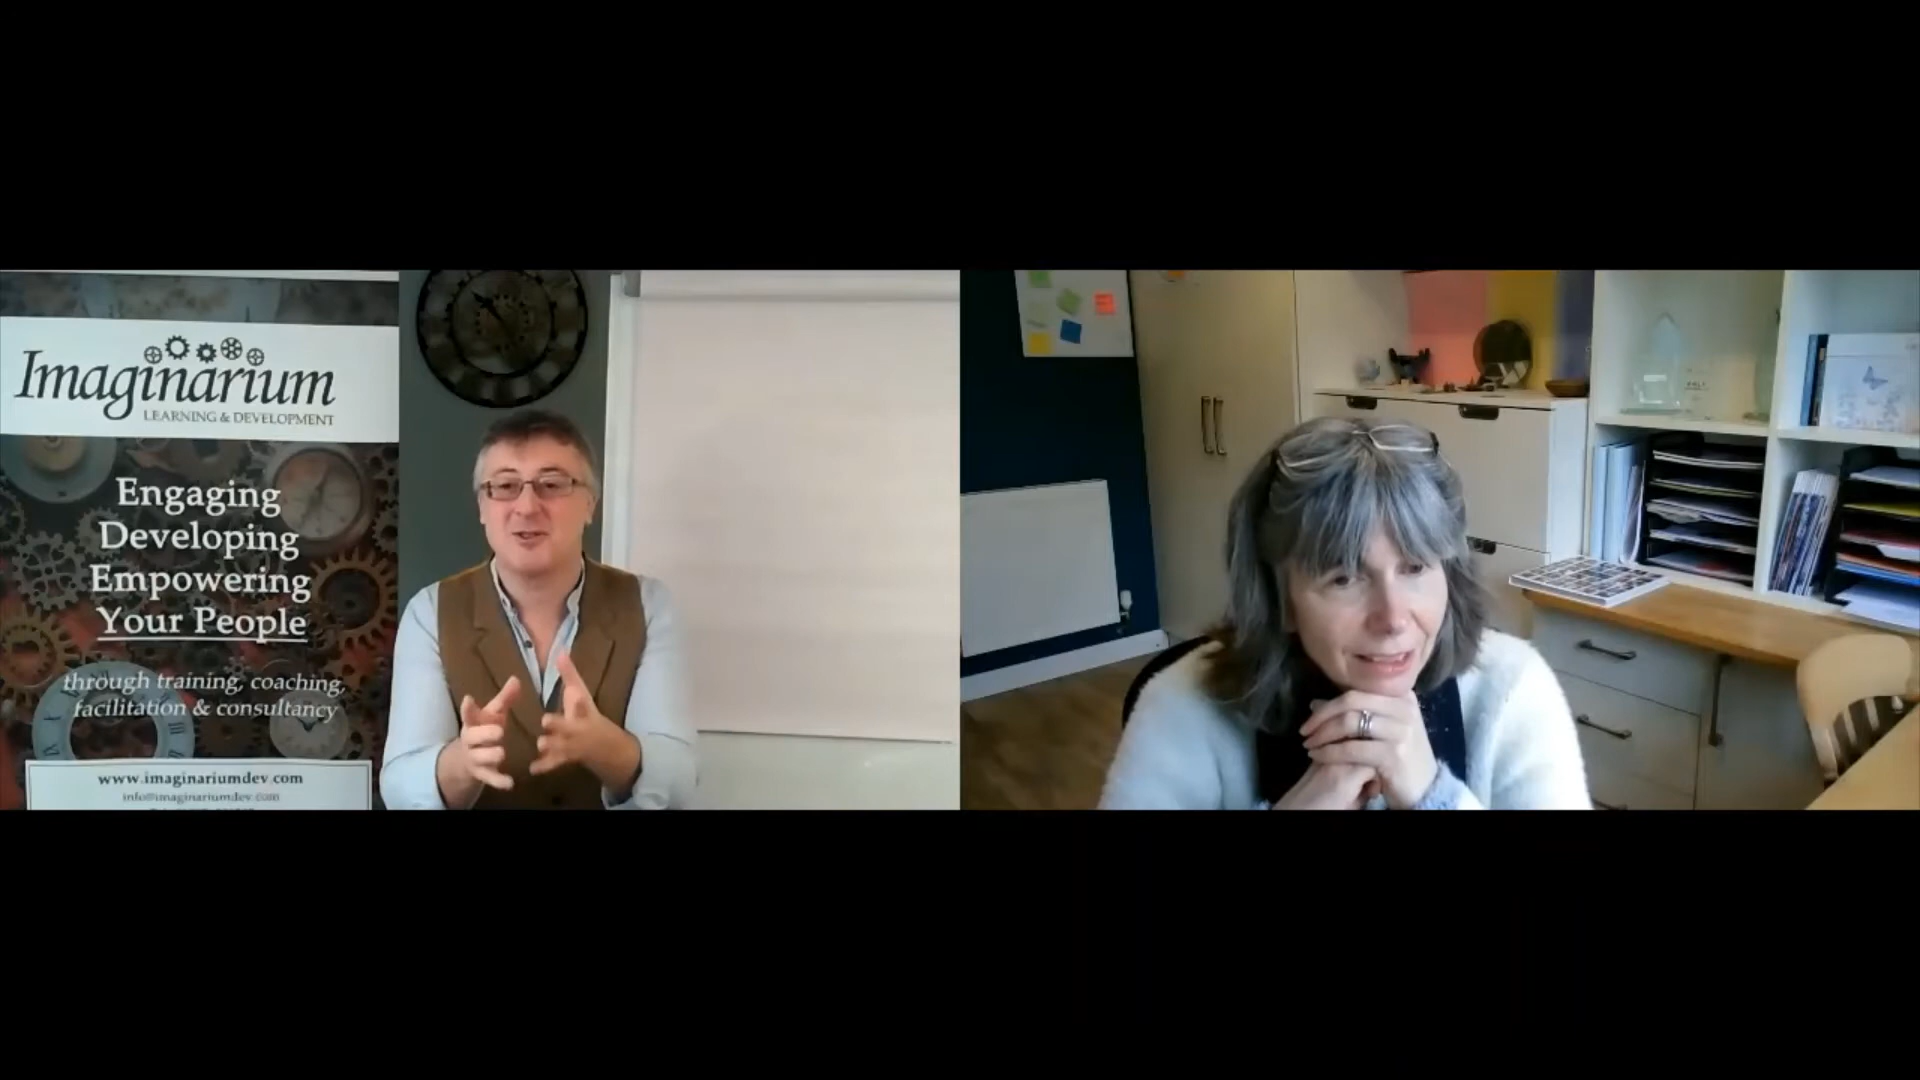 Imaginarium
LEARNING & DEVELOPMENT
Engaging
Developing
Empowering
Your People
through training, coaching,
facilitation & consultancy
www.imaginariumdev.com
info@imaginariumdev.com